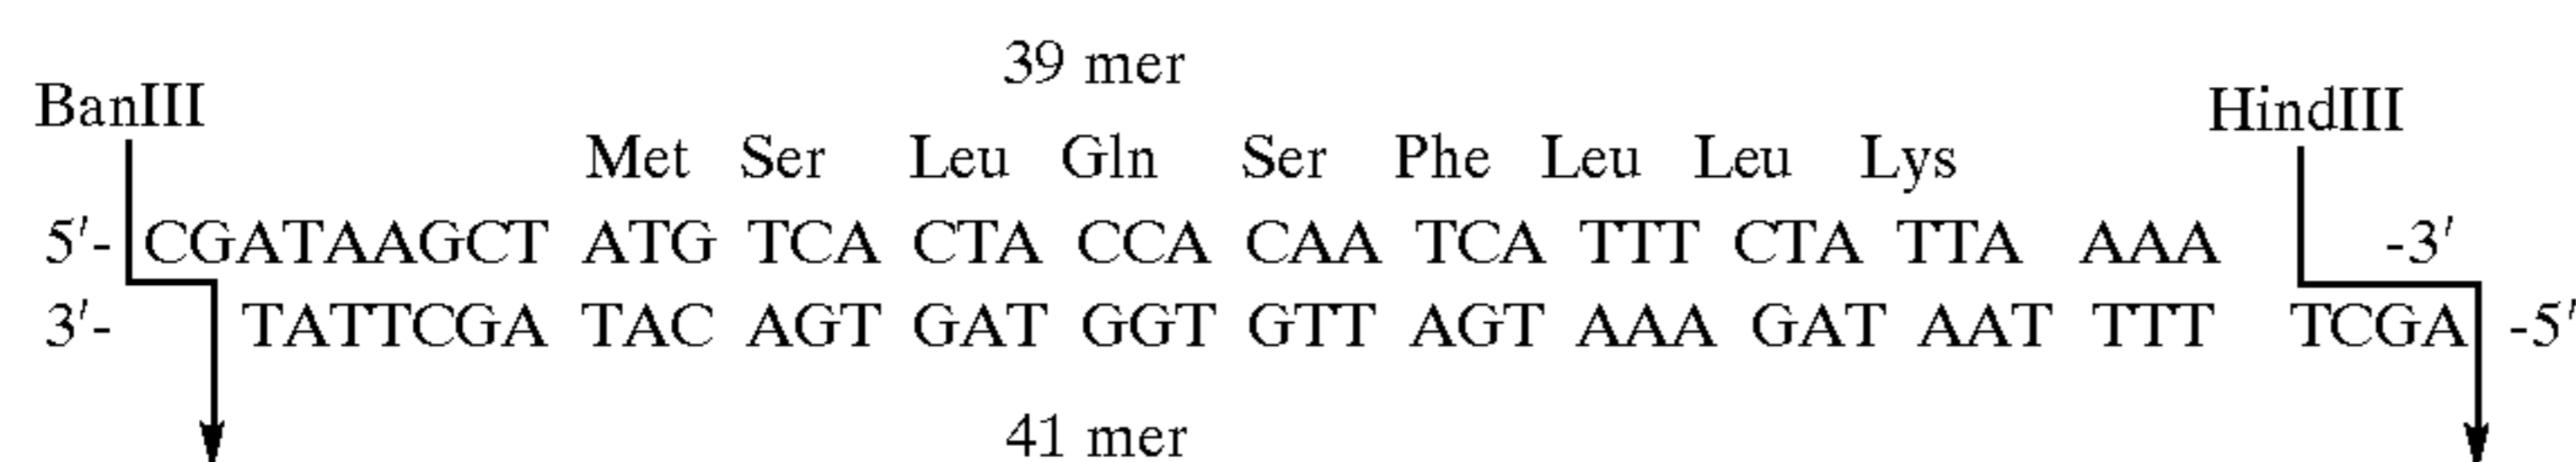 39 mer
BanIII HindIII
Met Ser Leu Gln Ser Phe Leu Leu Lys
5′- CGATAAGCT ATG TCA CTA CCA CAA TCA TTT CTA TTA AAA -3′
3′- TATTCGA TAC AGT GAT GGT GTT AGT AAA GAT AAT TTT TCGA -5′
41 mer